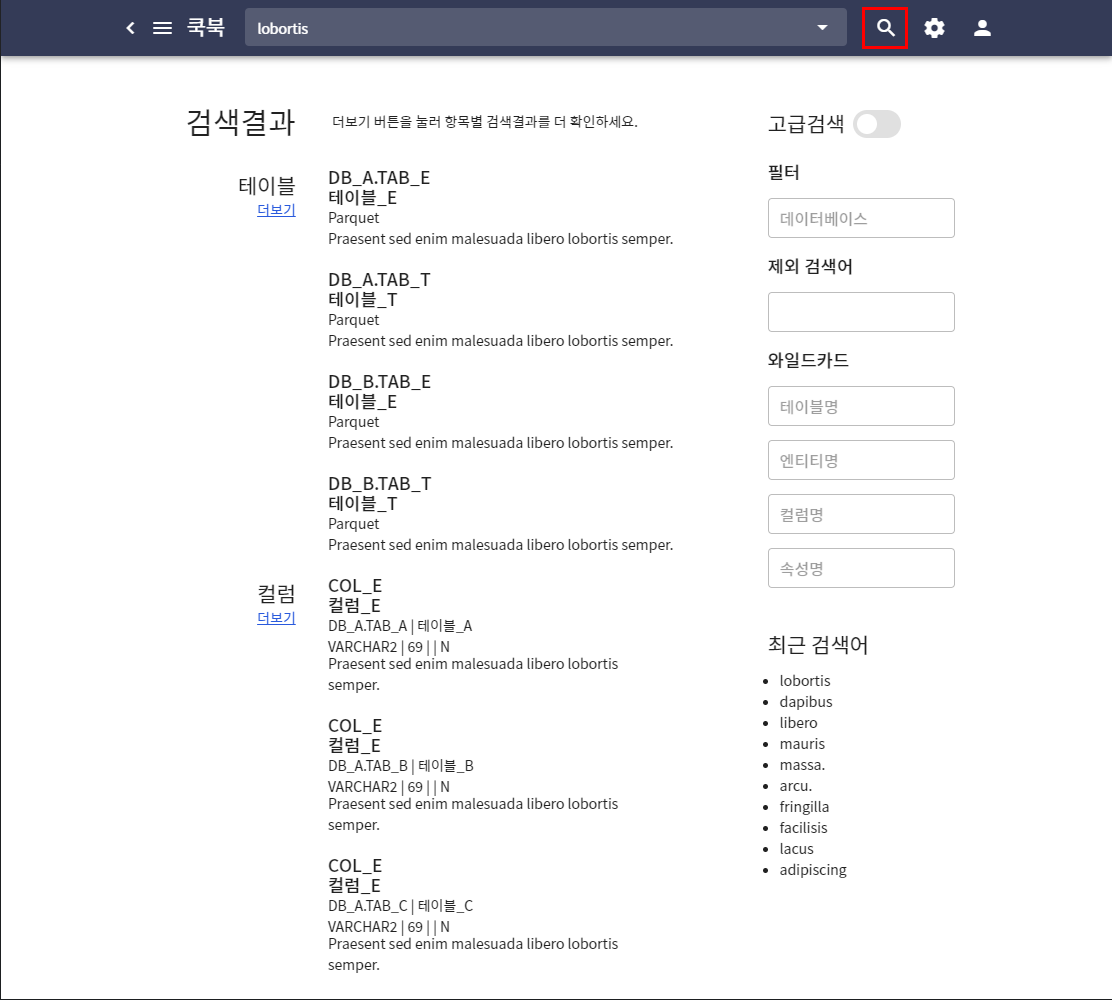 쿡북
lobortis
검색결과
더보기 버튼을 눌러 항목별 검색결과를 더 확인하세요.
테이블
더보기
DB_A.TAB_E
테이블_E
Parquet
Praesent sed enim malesuada libero lobortis semper.
DB_A.TAB_T
테이블_T
Parquet
Praesent sed enim malesuada libero lobortis semper.
DB_B.TAB_E
테이블_E
Parquet
Praesent sed enim malesuada libero lobortis semper.
DB_B.TAB_T
테이블_T
Parquet
Praesent sed enim malesuada libero lobortis semper.
컬럼
더보기
COL_E
컬럼_E
DB_A.TAB_A | 테이블_A
VARCHAR2 | 69 | | N
Praesent sed enim malesuada libero lobortis
semper.
COL_E
컬럼_E
DB_A.TAB_B | 테이블_B
VARCHAR2 | 69 | | N
Praesent sed enim malesuada libero lobortis
semper.
COL_E
컬럼_E
DB_A.TAB_C | 테이블_C
VARCHAR2 | 69 | | N
Praesent sed enim malesuada libero lobortis
semper.
고급검색
필터
데이터베이스
제외 검색어
와일드카드
테이블명
엔티티명
컬럼명
속성명
최근 검색어
lobortis
dapibus
libero
mauris
massa.
arcu.
fringilla
facilisis
lacus
adipiscing